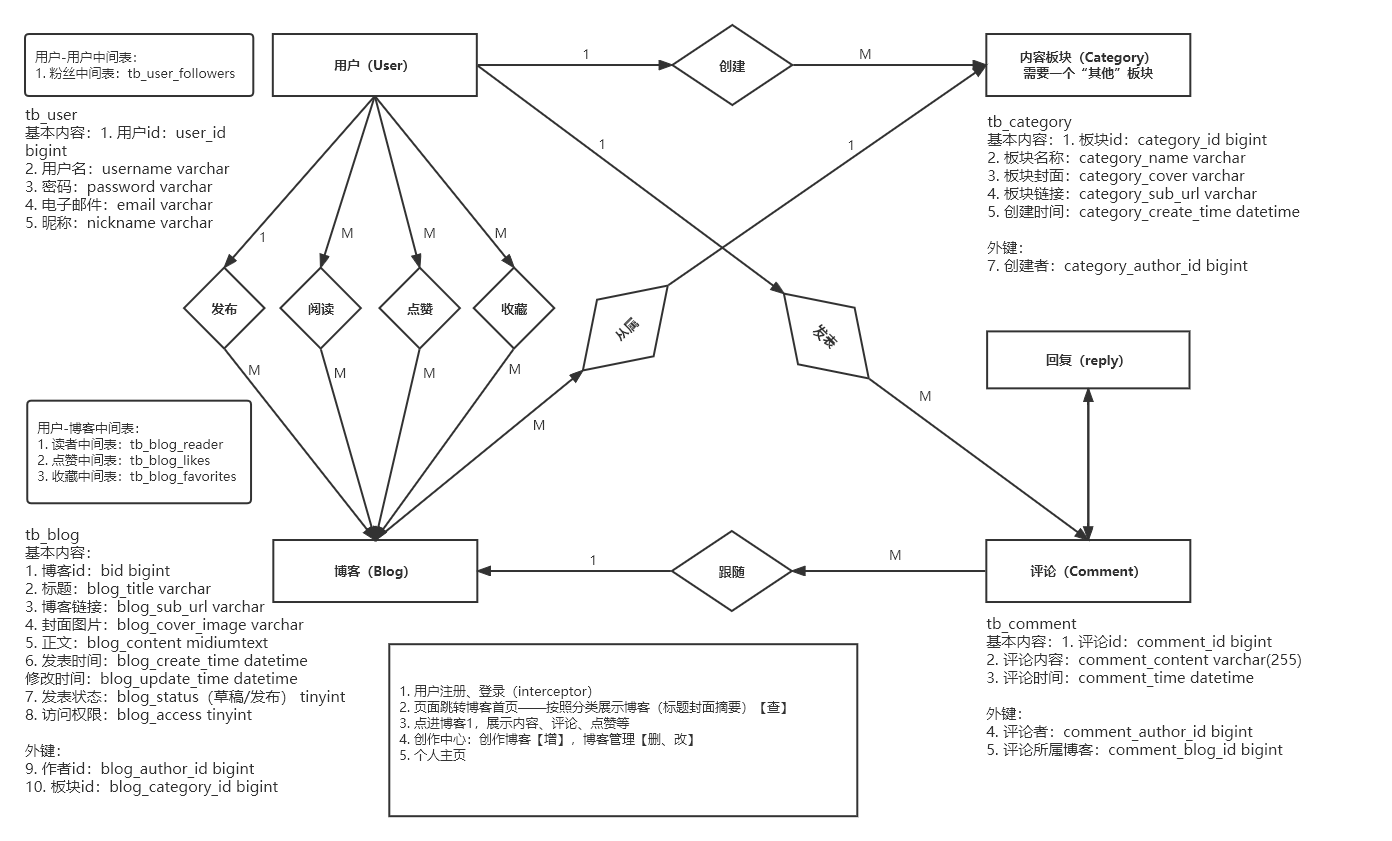 用户-用户中间表：
1. 粉丝中间表：tb_user_followers
用户（User）
1
创建
M
内容板块（Category）
需要一个“其他”板块
tb_user
基本内容：1. 用户id：user_id
bigint
2. 用户名：username varchar
3. 密码：password varchar
4. 电子邮件：email varchar
5. 昵称：nickname varchar
tb_category
基本内容：1. 板块id：category_id bigint
2. 板块名称：category_name varchar
3. 板块封面：category_cover varchar
4. 板块链接：category_sub_url varchar
5. 创建时间：category_create_time datetime
外键：
7. 创建者：category_author_id bigint
1
1
1
M
M
M
发布
阅读
点赞
收藏
从属
发表
M
M
M
M
M
M
回复（reply）
用户-博客中间表：
1. 读者中间表：tb_blog_reader
2. 点赞中间表：tb_blog_likes
3. 收藏中间表：tb_blog_favorites
tb_blog
基本内容：
1. 博客id：bid bigint
2. 标题：blog_title varchar
3. 博客链接：blog_sub_url varchar
4. 封面图片：blog_cover_image varchar
5. 正文：blog_content midiumtext
6. 发表时间：blog_create_time datetime
修改时间：blog_update_time datetime
7. 发表状态：blog_status（草稿/发布） tinyint
8. 访问权限：blog_access tinyint
外键：
9. 作者id：blog_author_id bigint
10. 板块id：blog_category_id bigint
博客（Blog）
1
跟随
M
评论（Comment）
tb_comment
基本内容：1. 评论id：comment_id bigint
2. 评论内容：comment_content varchar(255)
3. 评论时间：comment_time datetime
外键：
4. 评论者：comment_author_id bigint
5. 评论所属博客：comment_blog_id bigint
1. 用户注册、登录（interceptor）
2. 页面跳转博客首页——按照分类展示博客（标题封面摘要）【查】
3. 点进博客1，展示内容、评论、点赞等
4. 创作中心：创作博客【增】，博客管理【删、改】
5. 个人主页